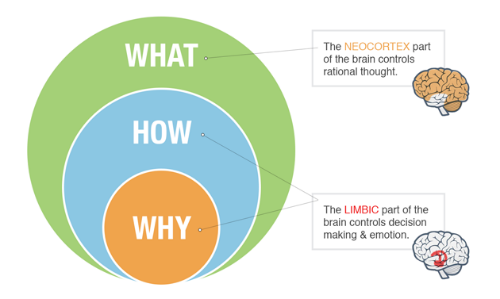 WHAT
HOW
WHY
The NEOCORTEX part
of the brain controls
rational thought.
The LIMBIC part of the
brain controls decision
making & emotion.